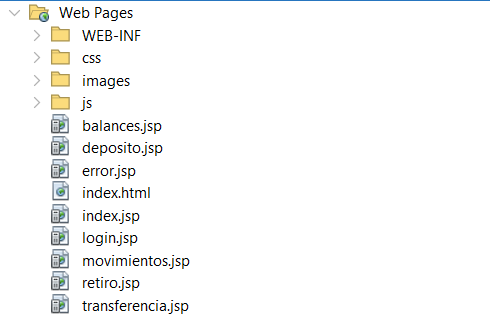 Web Pages
WEB-INF
css
images
js
balances.jsp
deposito.jsp
error.jsp
index.html
index.jsp
login.jsp
movimientos.jsp
retiro.jsp
transferencia.jsp